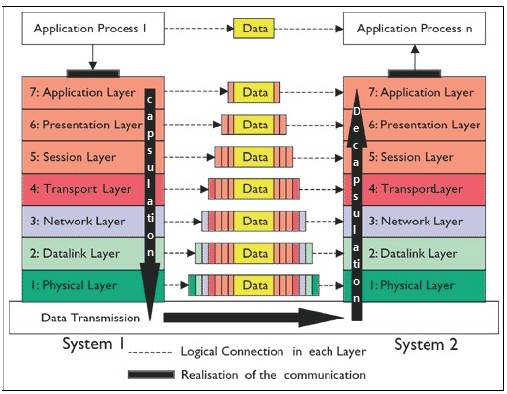 Application Process 1
Data
Application Process n
7: Application Layer
Data
7: Application Layer
6: Presentation Layer
Data
6: Presentation Layer
5: Session Layer
Data
5: Session Layer
4: Transport Layer
Data
4: TransportLayer
3: Network Layer
Data
3: Network Layer
2: Datalink Layer
Data
2: Datalink Layer
1: Physical Layer
Data
1: Physical Layer
capsulation
Decapsulation
Data Transmission
System 1
System 2
Logical Connection in each Layer
Realisation of the communication